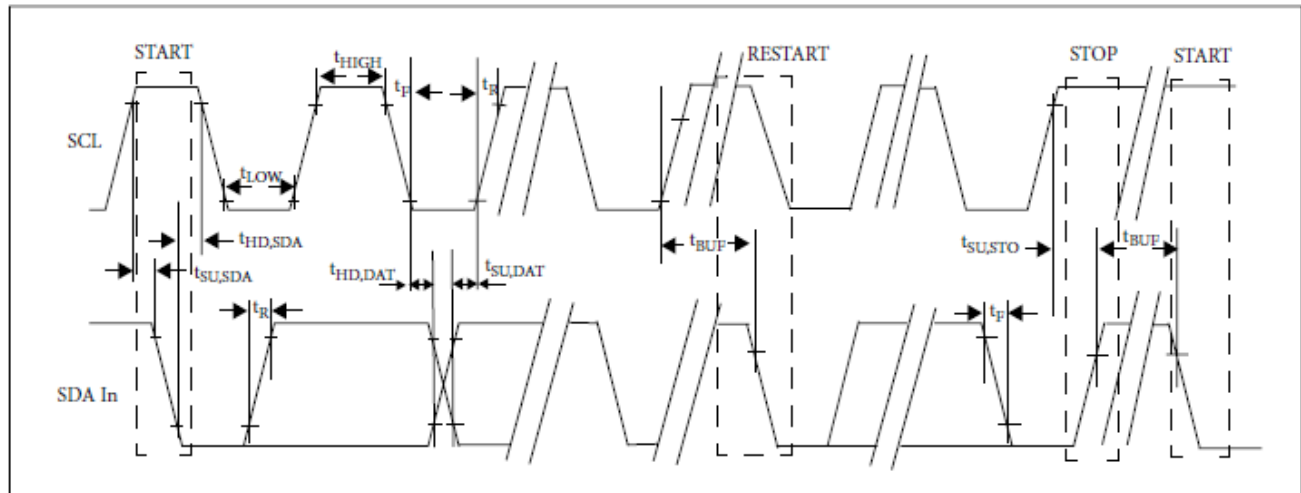 START
RESTART
STOP
START
tHIGH
tF
tR
SCL
tLOW
tHD,SDA
tBUF
tSU,STO
tBUF
tSU,SDA
tHD,DAT
tSU,DAT
tR
tF
SDA In